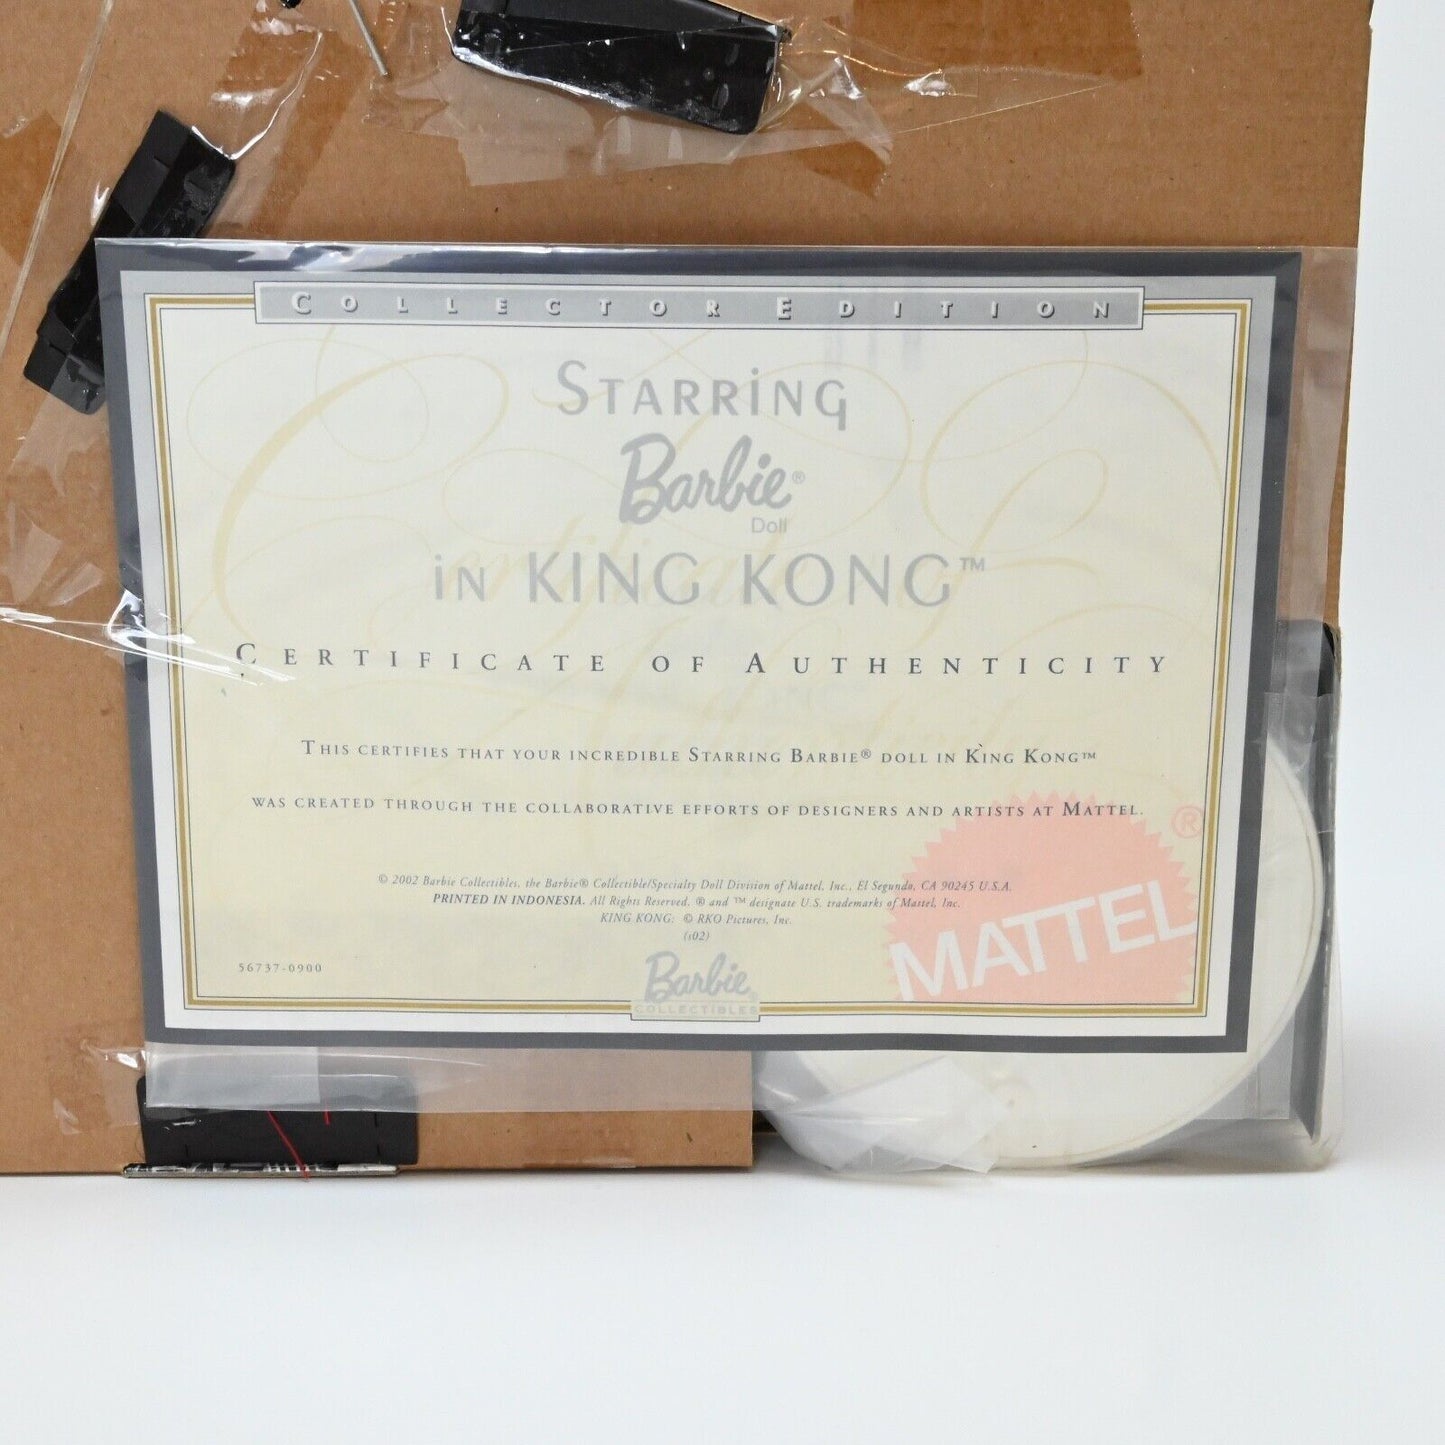 COLLECTOR EDITION
STARRiNG
Barbie®
Doll
iN KING KONG™
CERTIFICATE OF AUTHENTICITY
THIS CERTIFIES THAT YOUR INCREDIBLE STARRING BARBIE® DOLL IN KING KONG™
WAS CREATED THROUGH THE COLLABORATIVE EFFORTS OF DESIGNERS AND ARTISTS AT MATTEL.
© 2002 Barbie Collectibles, the Barbie® Collectible/Specialty Doll Division of Mattel, Inc., El Segundo, CA 90245 U.S.A.
PRINTED IN INDONESIA. All Rights Reserved. ® and ™ designate U.S. trademarks of Mattel, Inc.
KING KONG: © RKO Pictures, Inc.
(s02)
56737-0900
Barbie®
COLLECTIBLES
MATTEL®